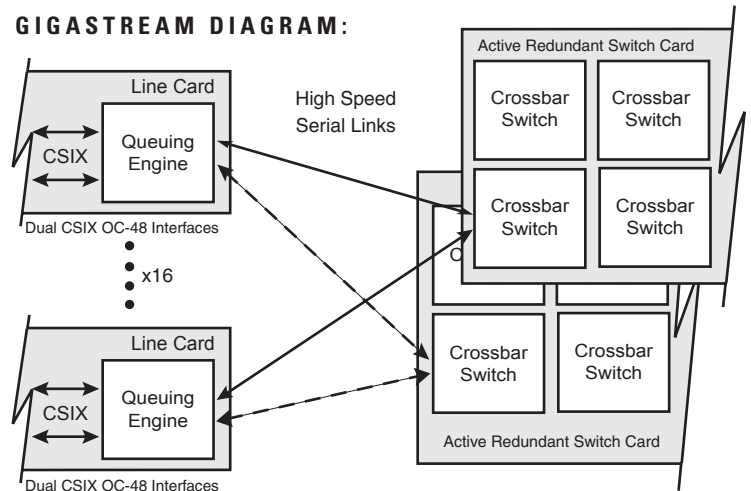 GIGASTREAM DIAGRAM:
Line Card
CSIX
Queuing
Engine
Dual CSIX OC-48 Interfaces
x16
Line Card
CSIX
Queuing
Engine
Dual CSIX OC-48 Interfaces
High Speed
Serial Links
Active Redundant Switch Card
Crossbar
Switch
Crossbar
Switch
Crossbar
Switch
Crossbar
Switch
C
Crossbar
Switch
Crossbar
Switch
Active Redundant Switch Card